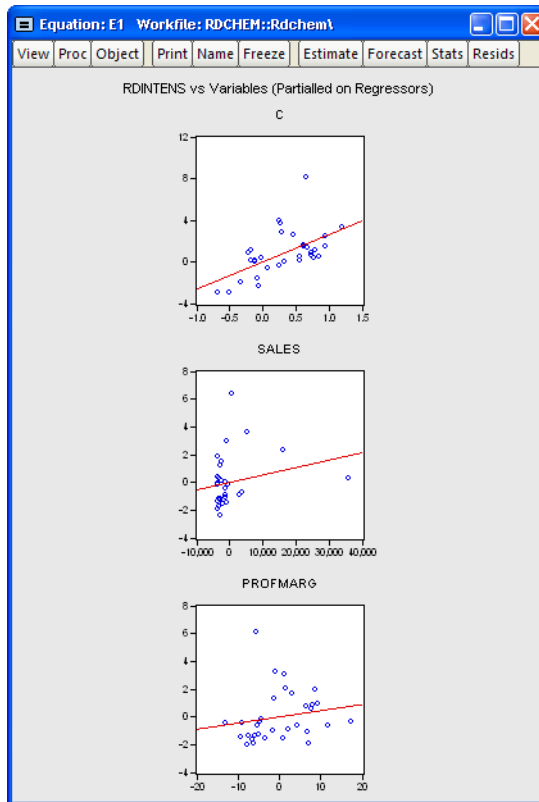 Equation: E1 Workfile: RDCHEM::Rdchem\
View Proc Object Print Name Freeze Estimate Forecast Stats Resids
RDINTENS vs Variables (Partialled on Regressors)
C
12
8
4
0
-4
-1.0 -0.5 0.0 0.5 1.0 1.5
SALES
8
6
4
2
0
-2
-4
-10,000 0 10,000 20,000 30,000 40,000
PROFMARG
8
6
4
2
0
-2
-4
-20 -10 0 10 20